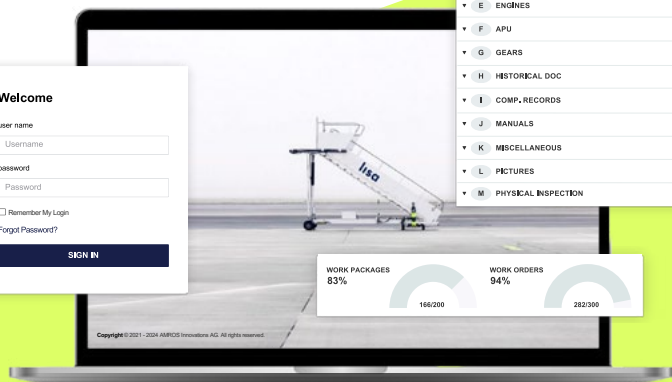 E ENGINES
F APU
G GEARS
H HISTORICAL DOC
I COMP. RECORDS
J MANUALS
K MISCELLANEOUS
L PICTURES
M PHYSICAL INSPECTION
Welcome
user name
Username
password
Password
Remember My Login
Forgot Password?
SIGN IN
lisa
WORK PACKAGES
83%
166/200
WORK ORDERS
94%
282/300
Copyright © 2021 - 2024 AMROS Innovations AG. All rights reserved.